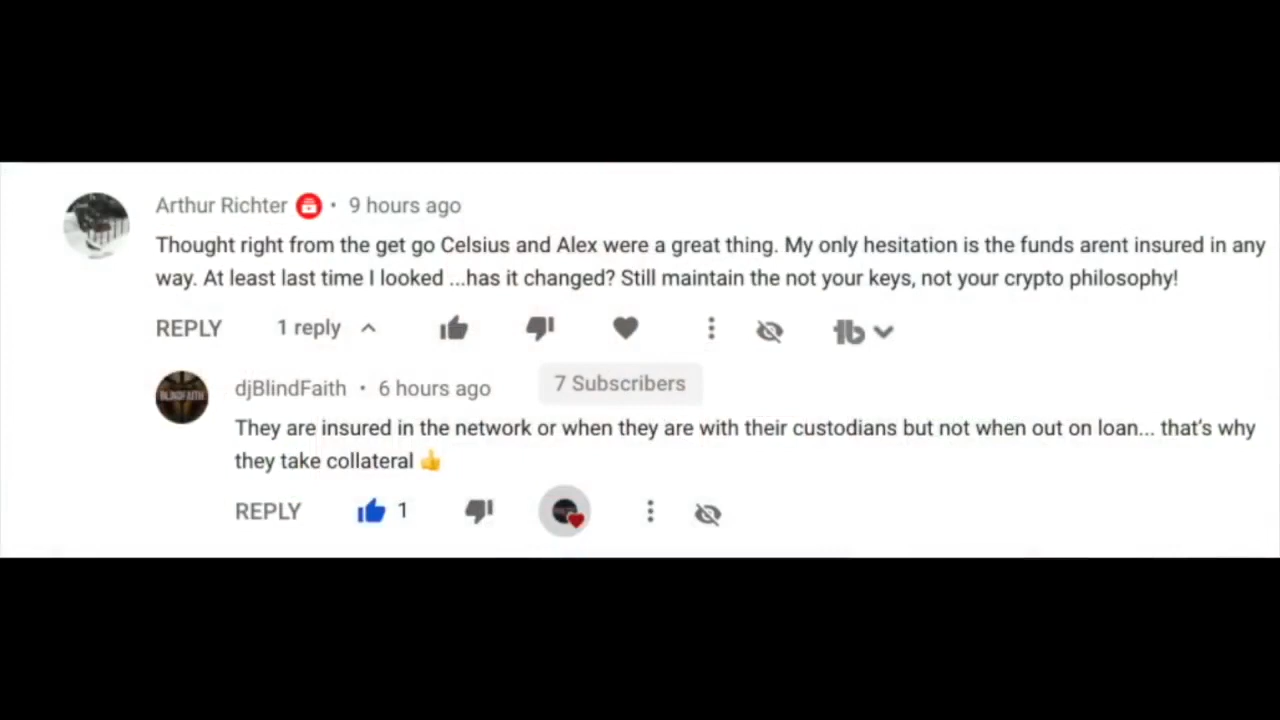 Arthur Richter • 9 hours ago
Thought right from the get go Celsius and Alex were a great thing. My only hesitation is the funds arent insured in any
way. At least last time I looked ...has it changed? Still maintain the not your keys, not your crypto philosophy!
REPLY 1 reply
djBlindFaith • 6 hours ago 7 Subscribers
BLINDFAITH
They are insured in the network or when they are with their custodians but not when out on loan... that's why
they take collateral 👍
REPLY 1